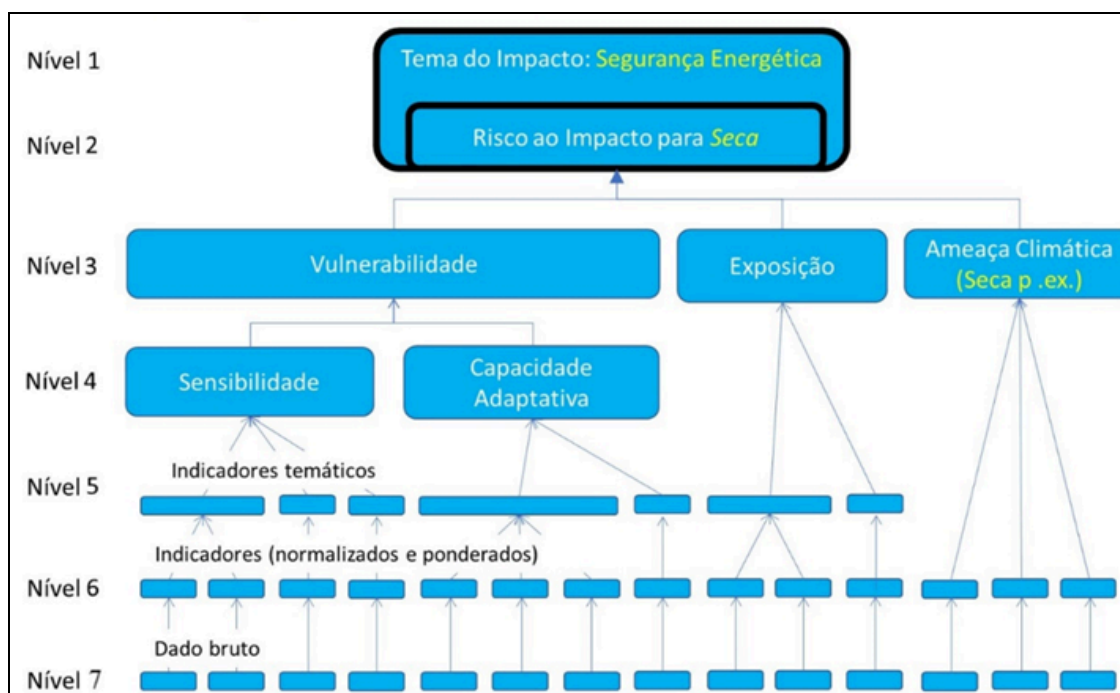 Nível 1
Tema do Impacto: Segurança Energética
Nível 2
Risco ao Impacto para Seca
Nível 3
Vulnerabilidade
Exposição
Ameaça Climática
(Seca p .ex.)
Nível 4
Sensibilidade
Capacidade
Adaptativa
Indicadores temáticos
Nível 5
Indicadores (normalizados e ponderados)
Nível 6
Dado bruto
Nível 7